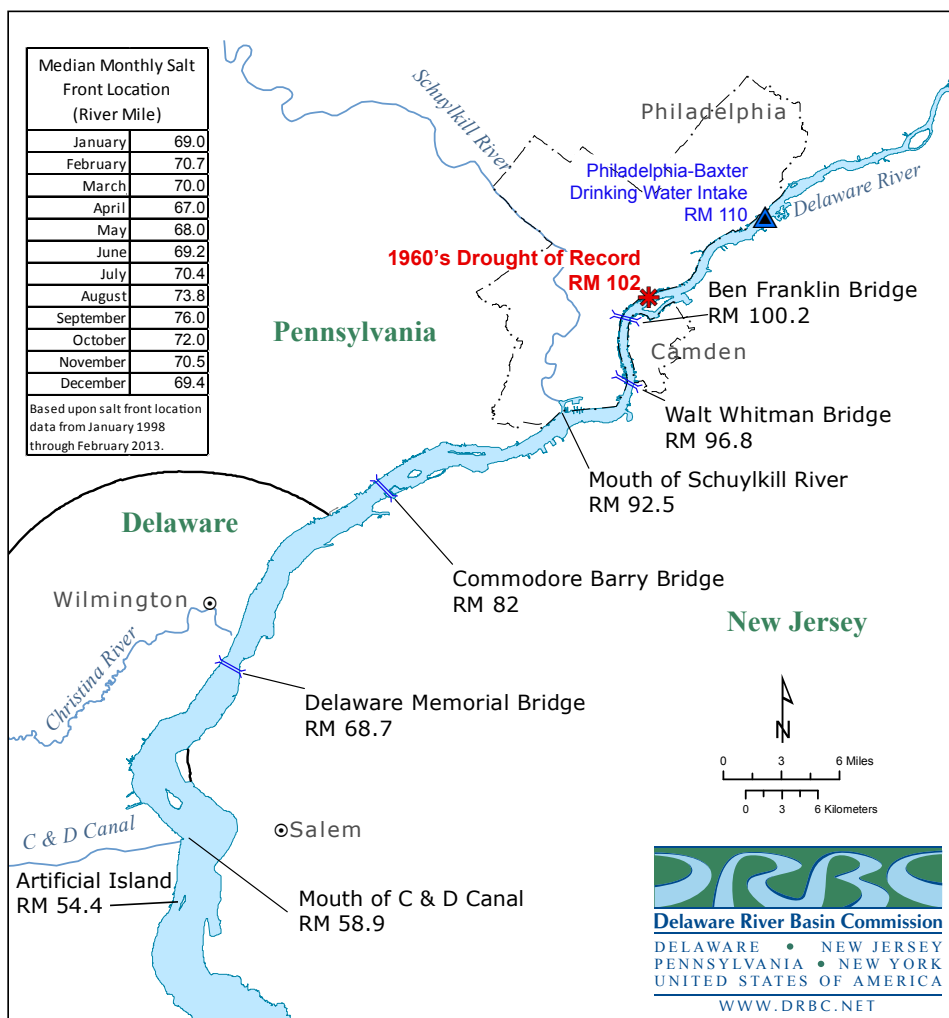 Median Monthly Salt
Front Location
(River Mile)
January 69.0
February 70.7
March 70.0
April 67.0
May 68.0
June 69.2
July 70.4
August 73.8
September 76.0
October 72.0
November 70.5
December 69.4
Based upon salt front location
data from January 1998
through February 2013.
Schuylkill River
Philadelphia
Philadelphia-Baxter
Drinking Water Intake
RM 110
Delaware River
1960's Drought of Record
RM 102
Ben Franklin Bridge
RM 100.2
Pennsylvania
Camden
Walt Whitman Bridge
RM 96.8
Mouth of Schuylkill River
RM 92.5
Delaware
Commodore Barry Bridge
RM 82
Wilmington
New Jersey
Christina River
Delaware Memorial Bridge
RM 68.7
N
0 3 6 Miles
0 3 6 Kilometers
C & D Canal
Salem
Artificial Island
RM 54.4
Mouth of C & D Canal
RM 58.9
DRBC
Delaware River Basin Commission
DELAWARE • NEW JERSEY
PENNSYLVANIA • NEW YORK
UNITED STATES OF AMERICA
WWW.DRBC.NET